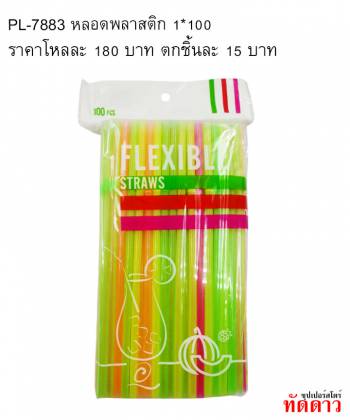 PL-7883 หลอดพลาสติก 1*100
ราคาโหลละ 180 บาท ตกชิ้นละ 15 บาท
100 PCS
FLEXIBLE
STRAWS
ซุปเปอร์สโตร์
ทัดดาว